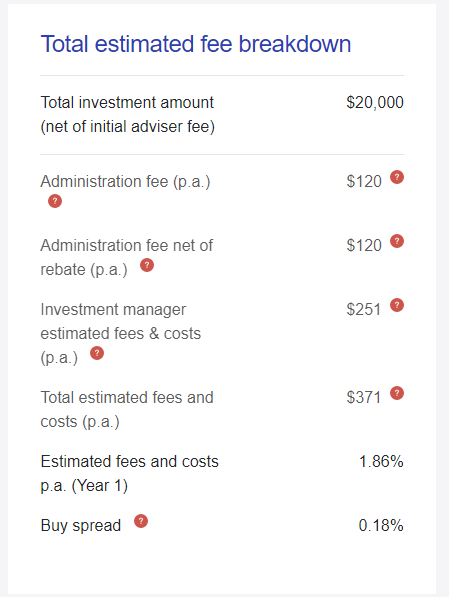 Total estimated fee breakdown
Total investment amount $20,000
(net of initial adviser fee)
Administration fee (p.a.) $120 ?
?
Administration fee net of $120 ?
rebate (p.a.) ?
Investment manager $251 ?
estimated fees & costs
(p.a.) ?
Total estimated fees and $371 ?
costs (p.a.)
Estimated fees and costs 1.86%
p.a. (Year 1)
Buy spread ? 0.18%